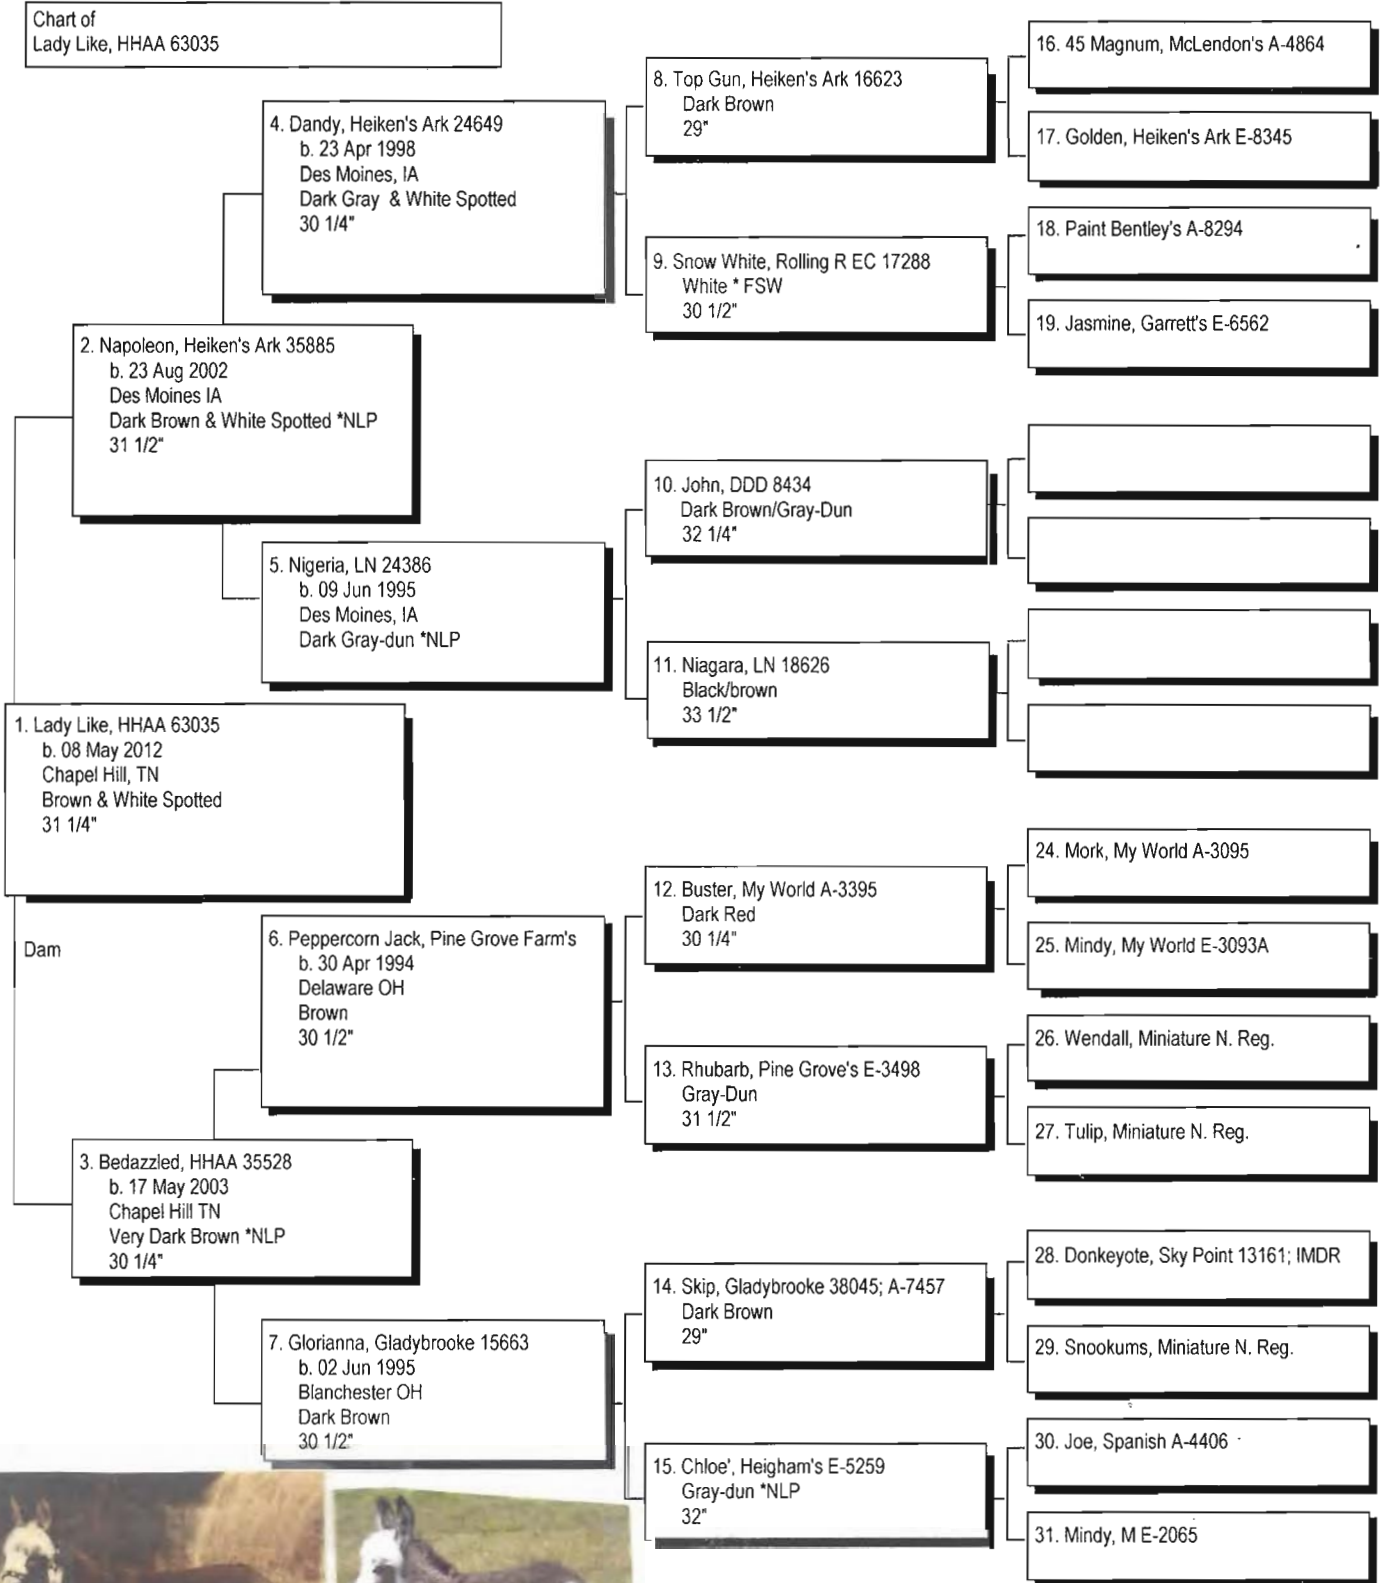 Chart of
Lady Like, HHAA 63035
1. Lady Like, HHAA 63035
b. 08 May 2012
Chapel Hill, TN
Brown & White Spotted
31 1/4"
Dam
2. Napoleon, Heiken's Ark 35885
b. 23 Aug 2002
Des Moines IA
Dark Brown & White Spotted *NLP
31 1/2"
3. Bedazzled, HHAA 35528
b. 17 May 2003
Chapel Hill TN
Very Dark Brown *NLP
30 1/4"
4. Dandy, Heiken's Ark 24649
b. 23 Apr 1998
Des Moines, IA
Dark Gray & White Spotted
30 1/4"
5. Nigeria, LN 24386
b. 09 Jun 1995
Des Moines, IA
Dark Gray-dun *NLP
6. Peppercorn Jack, Pine Grove Farm's
b. 30 Apr 1994
Delaware OH
Brown
30 1/2"
7. Glorianna, Gladybrooke 15663
b. 02 Jun 1995
Blanchester OH
Dark Brown
30 1/2"
8. Top Gun, Heiken's Ark 16623
Dark Brown
29"
9. Snow White, Rolling R EC 17288
White * FSW
30 1/2"
10. John, DDD 8434
Dark Brown/Gray-Dun
32 1/4"
11. Niagara, LN 18626
Black/brown
33 1/2"
12. Buster, My World A-3395
Dark Red
30 1/4"
13. Rhubarb, Pine Grove's E-3498
Gray-Dun
31 1/2"
14. Skip, Gladybrooke 38045; A-7457
Dark Brown
29"
15. Chloe', Heigham's E-5259
Gray-dun *NLP
32"
16. 45 Magnum, McLendon's A-4864
17. Golden, Heiken's Ark E-8345
18. Paint Bentley's A-8294
19. Jasmine, Garrett's E-6562
24. Mork, My World A-3095
25. Mindy, My World E-3093A
26. Wendall, Miniature N. Reg.
27. Tulip, Miniature N. Reg.
28. Donkeyote, Sky Point 13161; IMDR
29. Snookums, Miniature N. Reg.
30. Joe, Spanish A-4406
31. Mindy, M E-2065